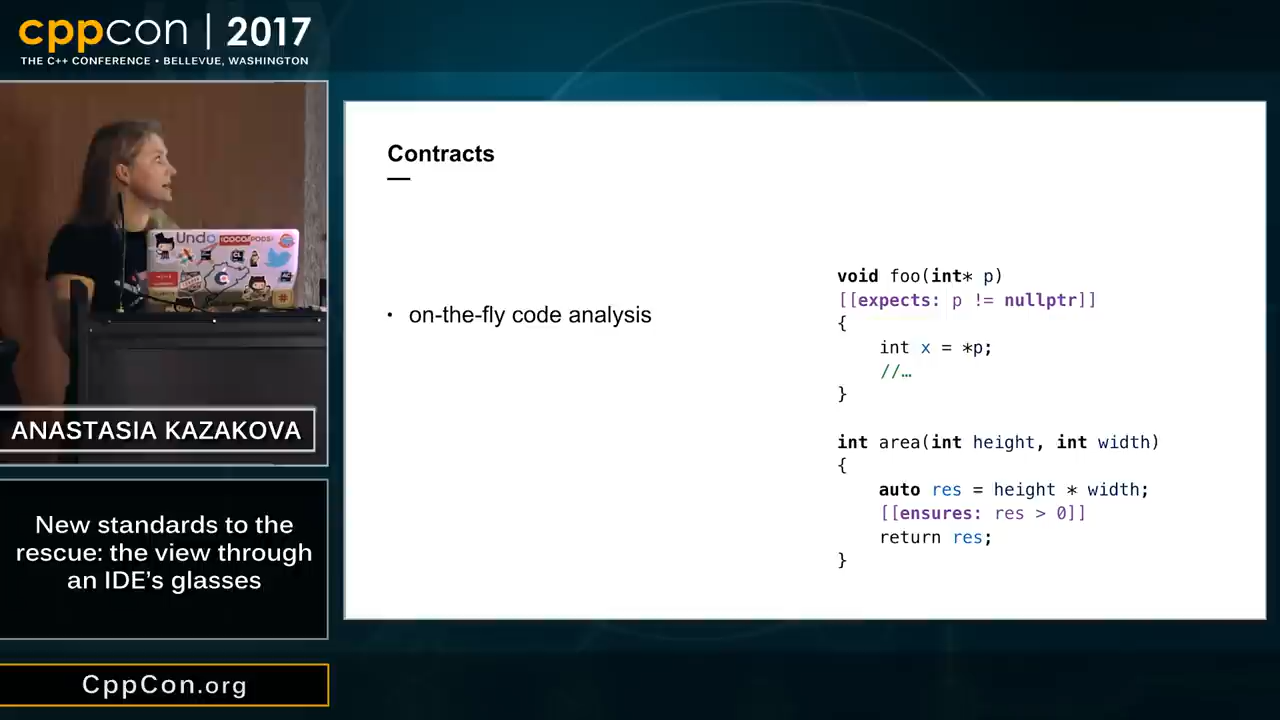 cppcon | 2017
THE C++ CONFERENCE • BELLEVUE, WASHINGTON
Undo
COCOAPODS
#
ANASTASIA KAZAKOVA
New standards to the
rescue: the view through
an IDE's glasses
CppCon.org
Contracts
• on-the-fly code analysis
void foo(int* p)
[[expects: p != nullptr]]
{
int x = *p;
//…
}
int area(int height, int width)
{
auto res = height * width;
[[ensures: res > 0]]
return res;
}